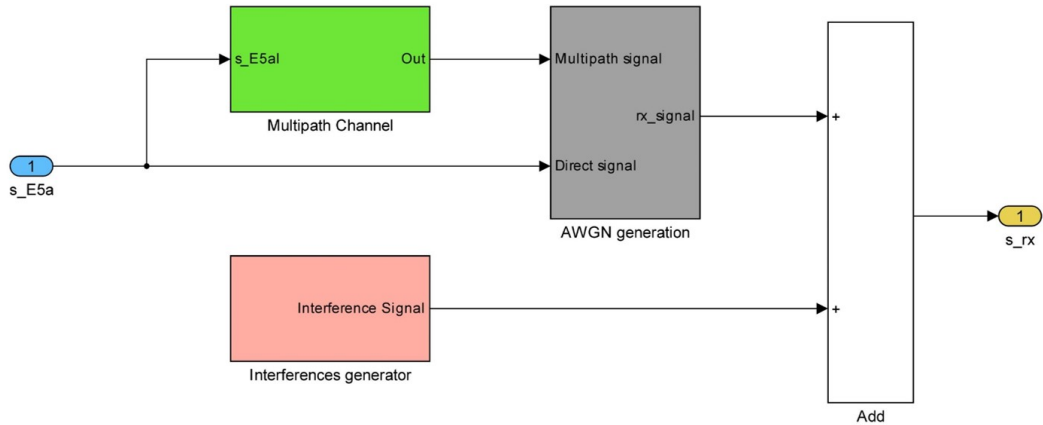 s_E5aI
Out
Multipath Channel
Multipath signal
rx_signal
Direct signal
AWGN generation
1
s_E5a
Interference Signal
Interferences generator
+
+
Add
1
s_rx